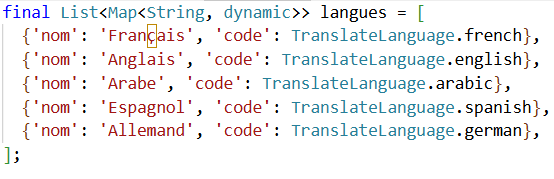 final List<Map<String, dynamic>> langues = [
  {'nom': 'Français', 'code': TranslateLanguage.french},
  {'nom': 'Anglais', 'code': TranslateLanguage.english},
  {'nom': 'Arabe', 'code': TranslateLanguage.arabic},
  {'nom': 'Espagnol', 'code': TranslateLanguage.spanish},
  {'nom': 'Allemand', 'code': TranslateLanguage.german},
];